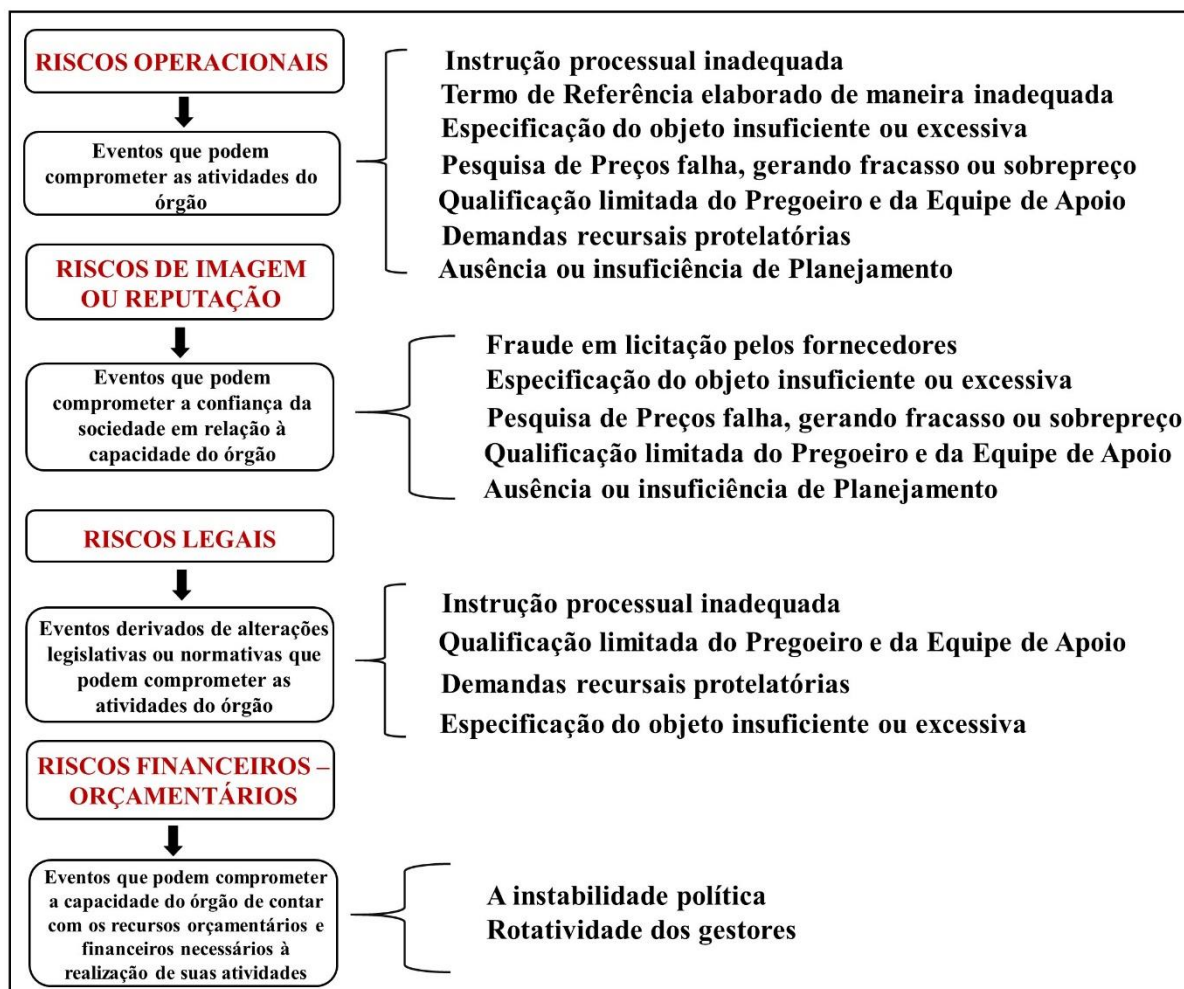 RISCOS OPERACIONAIS
Eventos que podem
comprometer as atividades do
órgão
Instrução processual inadequada
Termo de Referência elaborado de maneira inadequada
Especificação do objeto insuficiente ou excessiva
Pesquisa de Preços falha, gerando fracasso ou sobrepreço
Qualificação limitada do Pregoeiro e da Equipe de Apoio
Demandas recursais protelatórias
Ausência ou insuficiência de Planejamento
RISCOS DE IMAGEM
OU REPUTAÇÃO
Eventos que podem
comprometer a confiança da
sociedade em relação à
capacidade do órgão
Fraude em licitação pelos fornecedores
Especificação do objeto insuficiente ou excessiva
Pesquisa de Preços falha, gerando fracasso ou sobrepreço
Qualificação limitada do Pregoeiro e da Equipe de Apoio
Ausência ou insuficiência de Planejamento
RISCOS LEGAIS
Eventos derivados de alterações
legislativas ou normativas que
podem comprometer as
atividades do órgão
Instrução processual inadequada
Qualificação limitada do Pregoeiro e da Equipe de Apoio
Demandas recursais protelatórias
Especificação do objeto insuficiente ou excessiva
RISCOS FINANCEIROS –
ORÇAMENTÁRIOS
Eventos que podem comprometer
a capacidade do órgão de contar
com os recursos orçamentários e
financeiros necessários à
realização de suas atividades
A instabilidade política
Rotatividade dos gestores